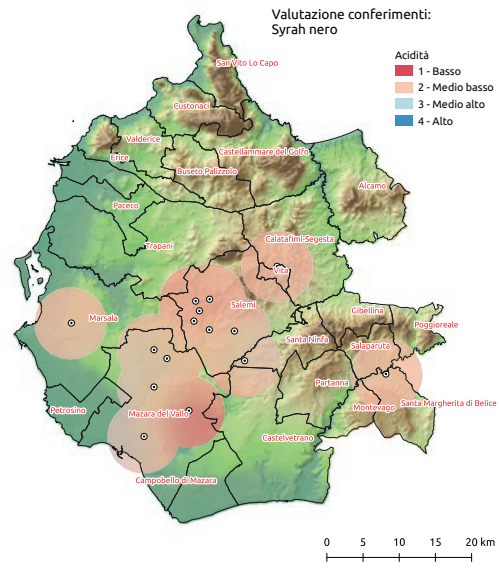 Valutazione conferimenti:
Syrah nero
Acidità
1 - Basso
2 - Medio basso
3 - Medio alto
4 - Alto
San Vito Lo Capo
Custonaci
Valderice
Erice
Castellammare del Golfo
Buseto Palizzolo
Alcamo
Paceco
Trapani
Calatafimi-Segesta
Vita
Salemi
Marsala
Gibellina
Poggioreale
Santa Ninfa
Salaparuta
Partanna
Petrosino
Mazara del Vallo
Montevago
Santa Margherita di Belice
Castelvetrano
Campobello di Mazara
0 5 10 15 20 km